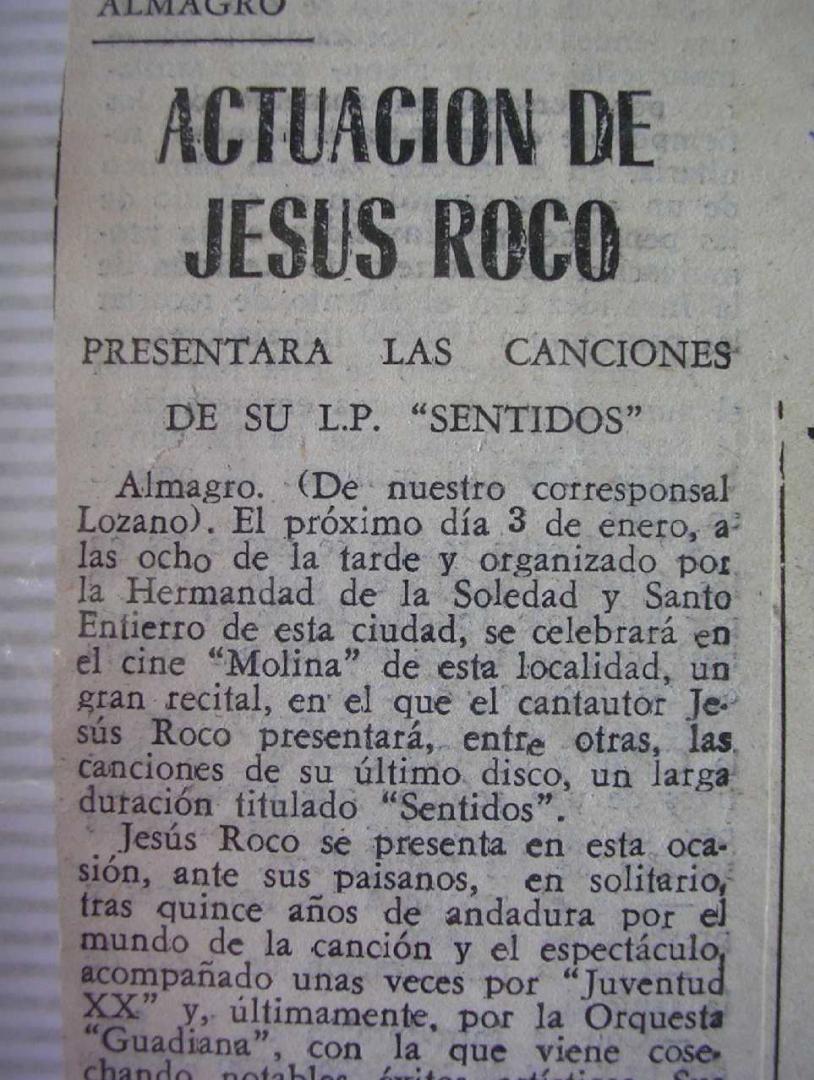 ALMAGRO
ACTUACION DE
JESUS ROCO
PRESENTARA LAS CANCIONES
DE SU L.P. “SENTIDOS”
Almagro. (De nuestro corresponsal
Lozano). El próximo día 3 de enero, a
las ocho de la tarde y organizado por
la Hermandad de la Soledad y Santo
Entierro de esta ciudad, se celebrará en
el cine “Molina” de esta localidad, un
gran recital, en el que el cantautor Je-
sús Roco presentará, entre otras, las
canciones de su último disco, un larga
duración titulado “Sentidos”.
Jesús Roco se presenta en esta oca-
sión, ante sus paisanos, en solitario,
tras quince años de andadura por el
mundo de la canción y el espectáculo,
acompañado unas veces por “Juventud
XX” y, últimamente, por la Orquesta
“Guadiana”, con la que viene cose-
chando notables éxitos artísticos.